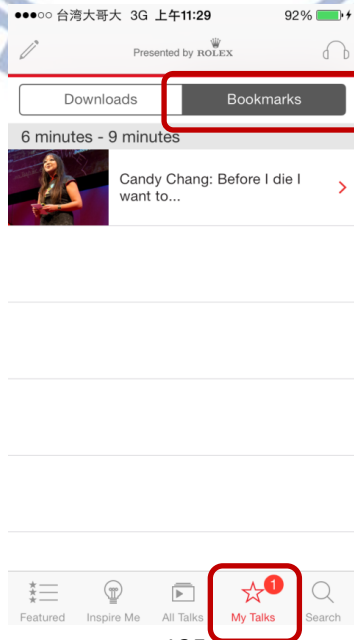 台湾大哥大 3G 上午11:29 92%
Presented by ROLEX
Downloads Bookmarks
6 minutes - 9 minutes
Candy Chang: Before I die I
want to...
1
Featured Inspire Me All Talks My Talks Search